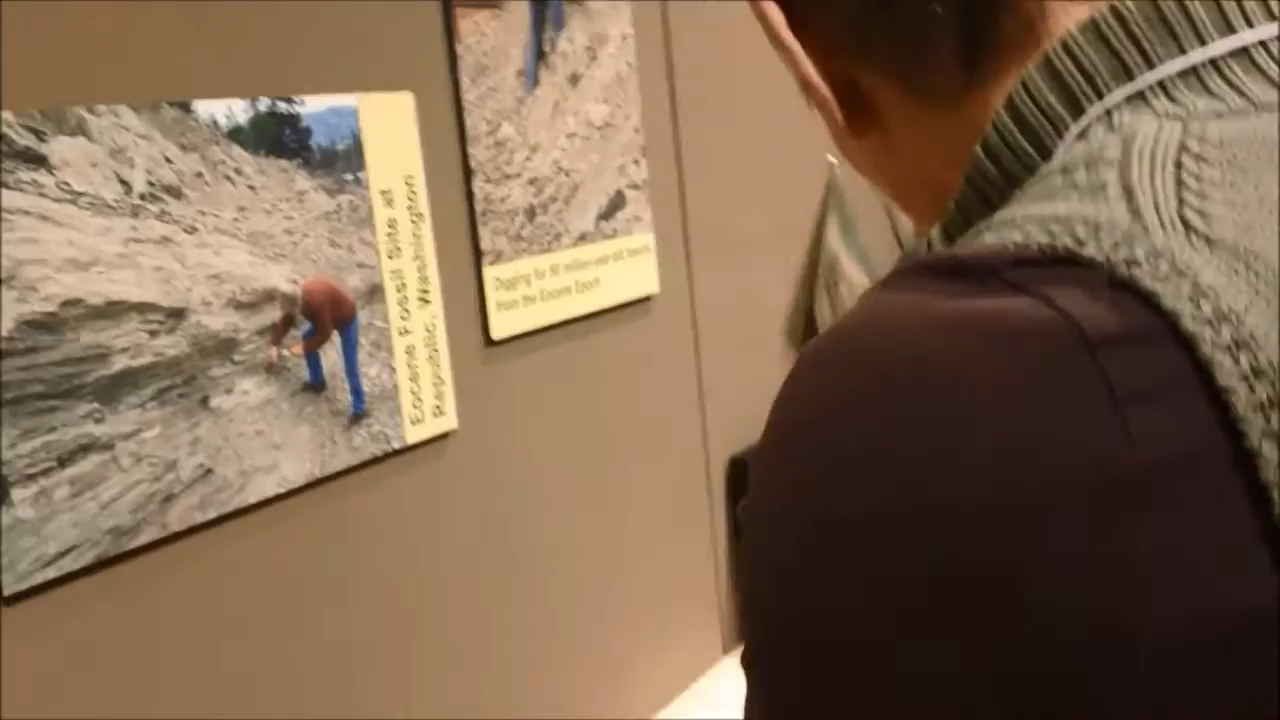 Eocene Fossil Site at
Republic, Washington
Digging for 50 million-year-old fossils
from the Eocene Epoch